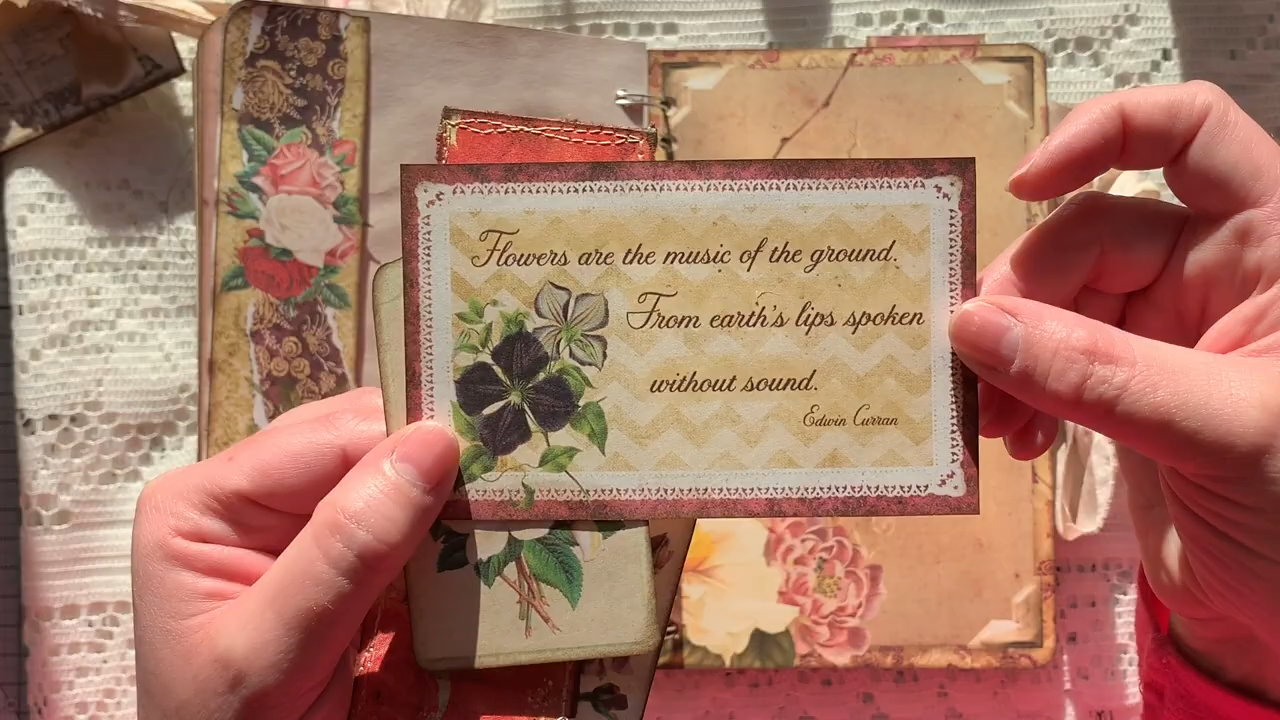 Flowers are the music of the ground.
From earth's lips spoken
without sound.
Edwin Curran